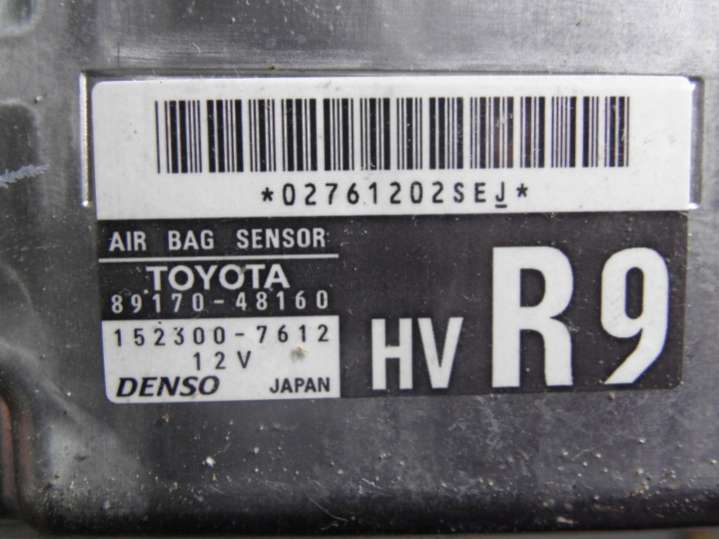 *02761202SEJ*
AIR BAG SENSOR
TOYOTA
89170-48160
152300-7612
12V
DENSO JAPAN
HV R9